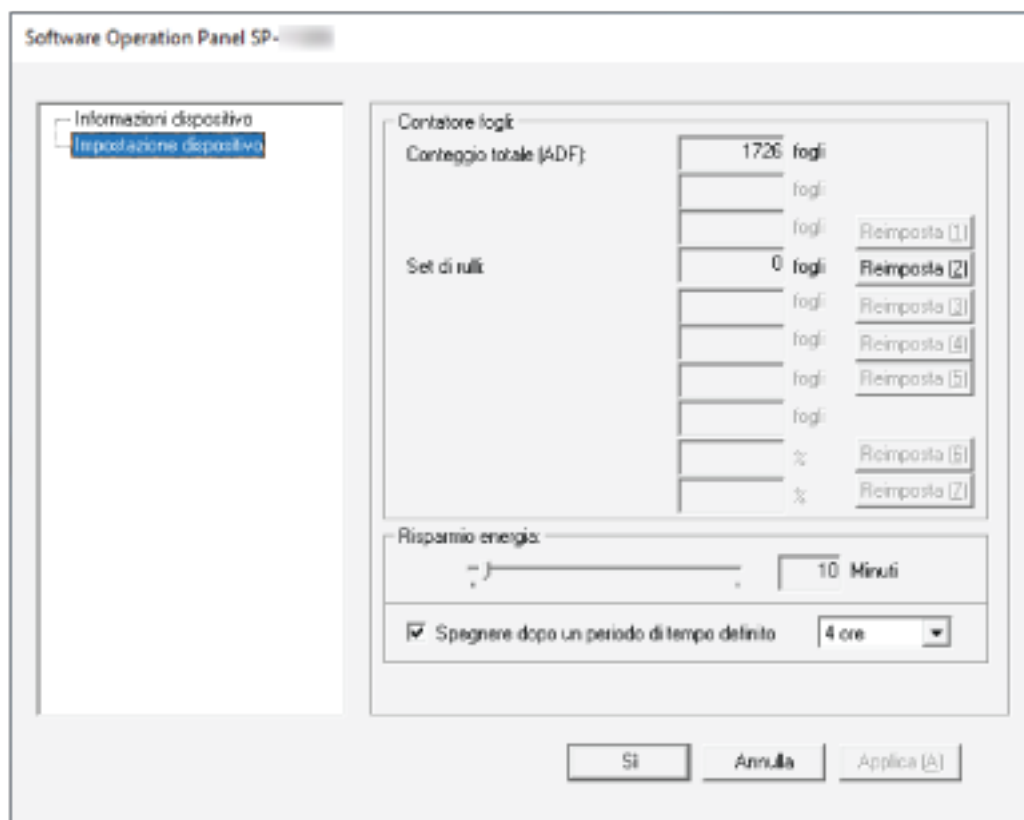 Software Operation Panel SP-
Informazioni dispositivo
Impostazione dispositivo
Contatore fogli:
Conteggio totale (ADF): 1726 fogli
fogli
fogli Reimposta (1)
Set di rulli: 0 fogli Reimposta (2)
fogli Reimposta (3)
fogli Reimposta (4)
fogli Reimposta (5)
fogli
% Reimposta (6)
% Reimposta (7)
Risparmio energia:
10 Minuti
Spegnere dopo un periodo di tempo definito 4 ore
Sì Annulla Applica (A)